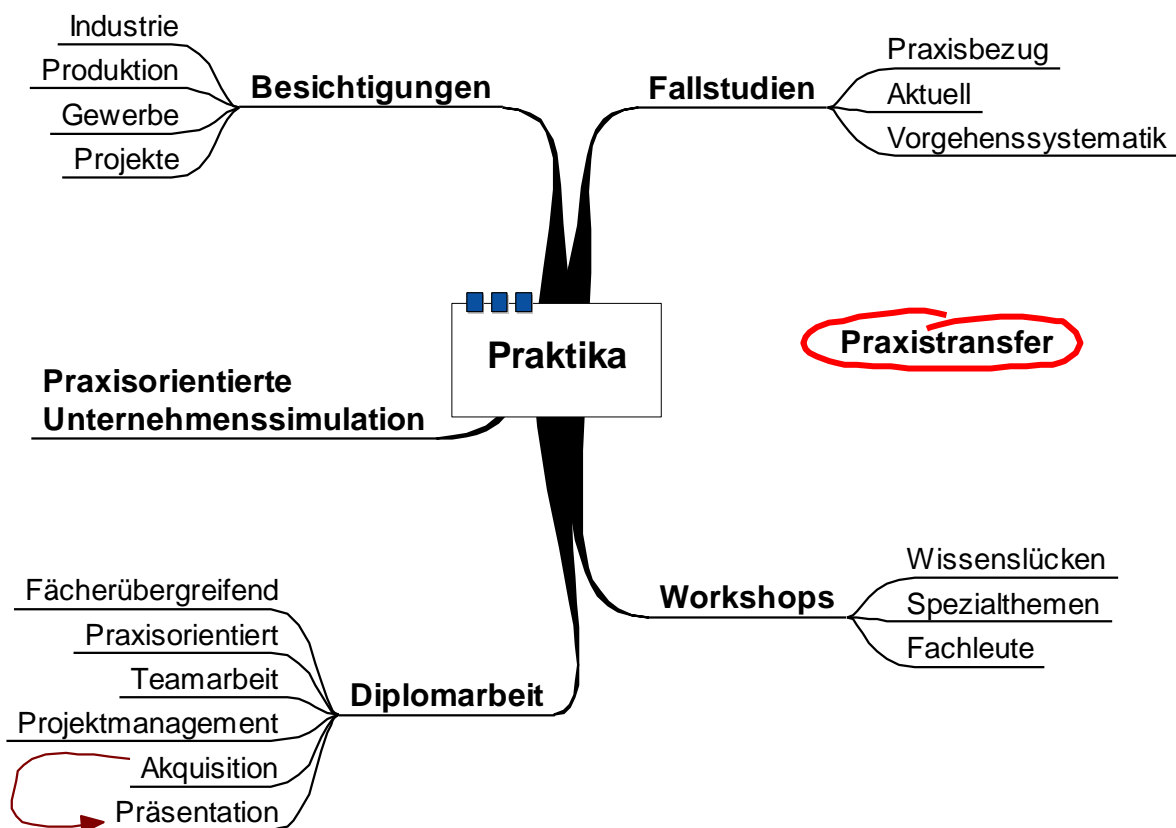 Industrie
Produktion
Gewerbe
Projekte
Besichtigungen
Fallstudien
Praxisbezug
Aktuell
Vorgehenssystematik
Praktika
Praxistransfer
Praxisorientierte
Unternehmenssimulation
Workshops
Wissenslücken
Spezialthemen
Fachleute
Fächerübergreifend
Praxisorientiert
Teamarbeit
Projektmanagement
Akquisition
Präsentation
Diplomarbeit